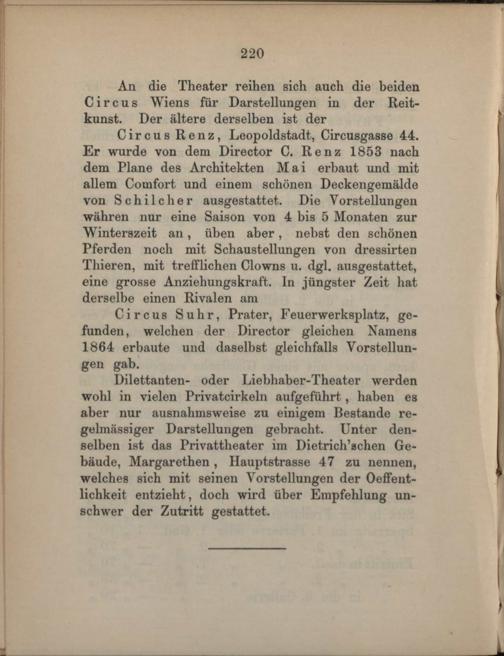 220
An die Theater reihen sich auch die beiden
Circus Wiens für Darstellungen in der Reit-
kunst. Der ältere derselben ist der
Circus Renz, Leopoldstadt, Circusgasse 44.
Er wurde von dem Director C. Renz 1853 nach
dem Plane des Architekten Mai erbaut und mit
allem Comfort und einem schönen Deckengemälde
von Schilcher ausgestattet. Die Vorstellungen
währen nur eine Saison von 4 bis 5 Monaten zur
Winterszeit an, üben aber, nebst den schönen
Pferden noch mit Schaustellungen von dressirten
Thieren, mit trefflichen Clowns u. dgl. ausgestattet,
eine grosse Anziehungskraft. In jüngster Zeit hat
derselbe einen Rivalen am
Circus Suhr, Prater, Feuerwerksplatz, ge-
funden, welchen der Director gleichen Namens
1864 erbaute und daselbst gleichfalls Vorstellun-
gen gab.
Dilettanten- oder Liebhaber-Theater werden
wohl in vielen Privatcirkeln aufgeführt, haben es
aber nur ausnahmsweise zu einigem Bestande re-
gelmässiger Darstellungen gebracht. Unter den-
selben ist das Privattheater im Dietrich'schen Ge-
bäude, Margarethen, Hauptstrasse 47 zu nennen,
welches sich mit seinen Vorstellungen der Oeffent-
lichkeit entzieht, doch wird über Empfehlung un-
schwer der Zutritt gestattet.